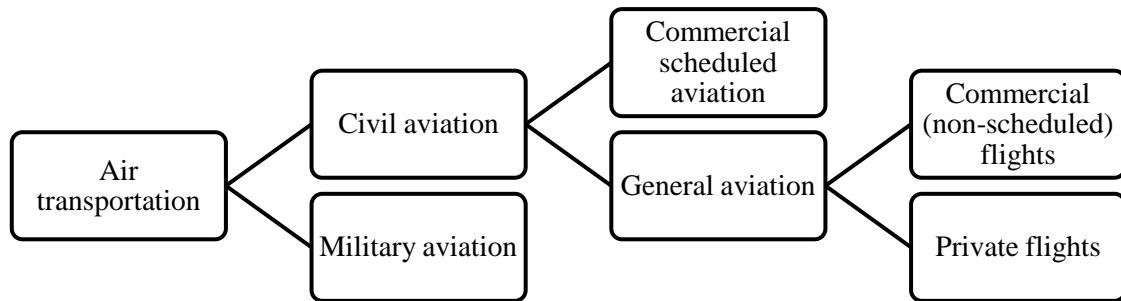 Air
transportation
Civil aviation
Military aviation
Commercial
scheduled
aviation
General aviation
Commercial
(non-scheduled)
flights
Private flights